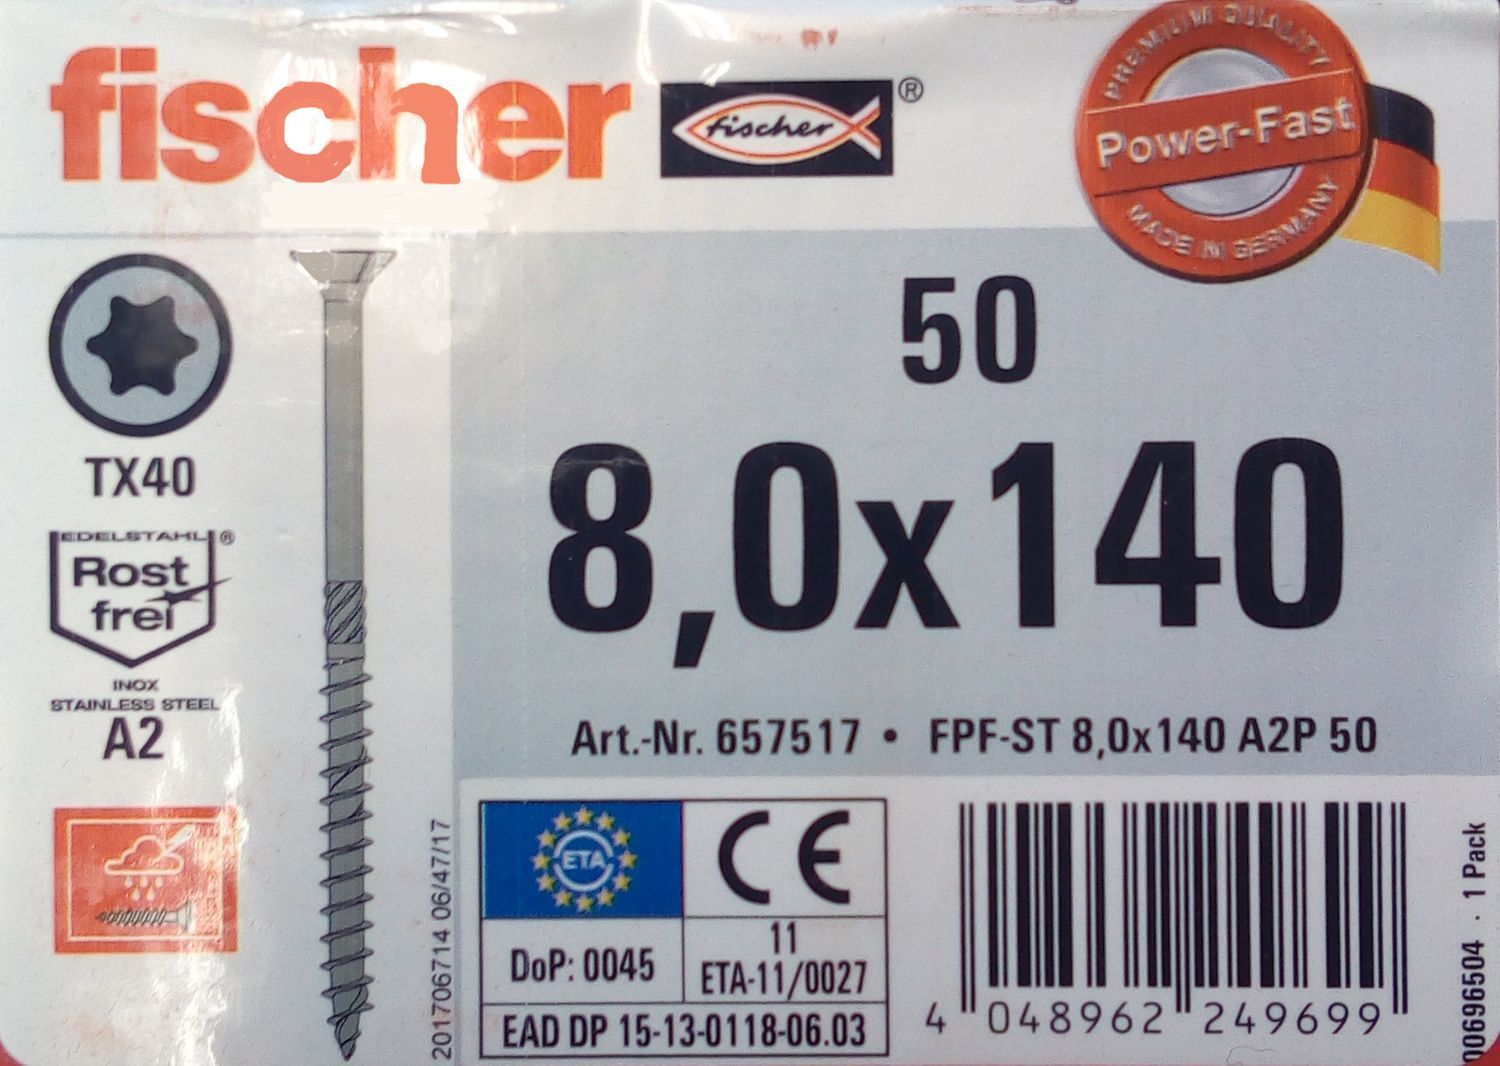 fischer
fischer ®
PREMIUM QUALITY
Power-Fast
MADE IN GERMANY
50
8,0x140
Art.-Nr. 657517 • FPF-ST 8,0x140 A2P 50
TX40
EDELSTAHL ®
Rost
frei
INOX
STAINLESS STEEL
A2
201706714 06/47/17
ETA
CE
DoP: 0045
11
ETA-11/0027
EAD DP 15-13-0118-06.03
4 048962 249699
00696504 · 1 Pack